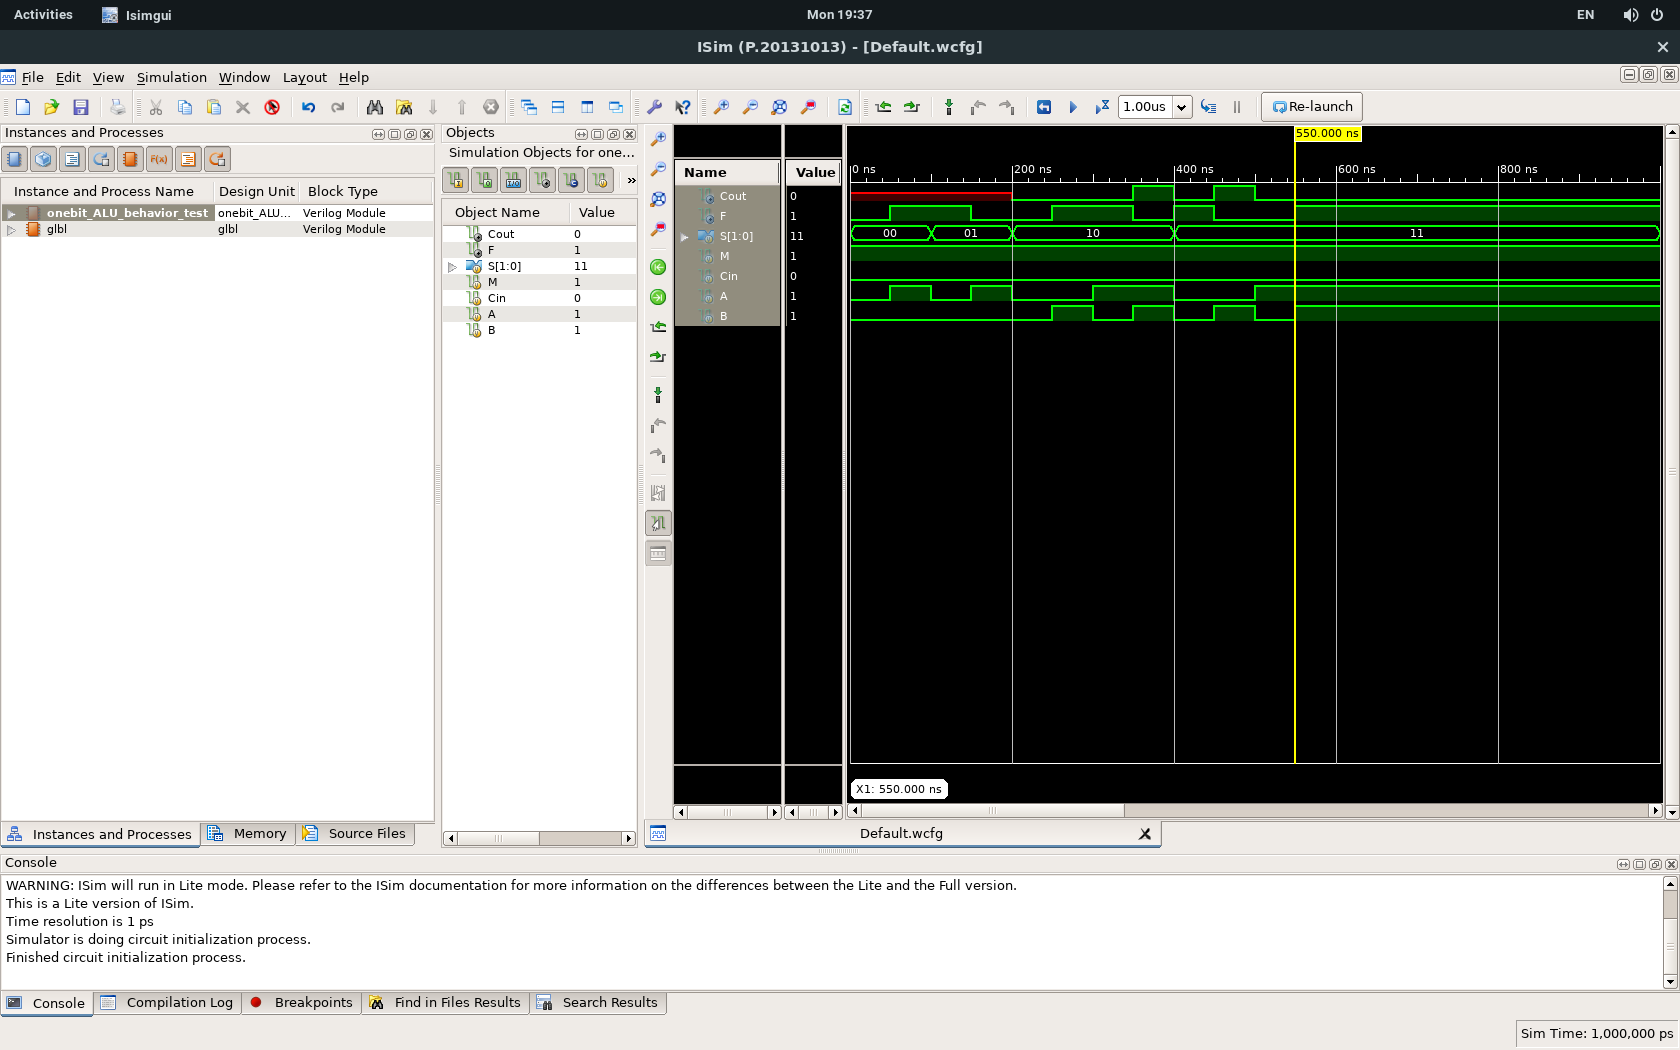 Activities Isimgui Mon 19:37 EN
ISim (P.20131013) - [Default.wcfg]
File Edit View Simulation Window Layout Help
1.00us Re-launch
Instances and Processes
Instance and Process Name Design Unit Block Type
onebit_ALU_behavior_test onebit_ALU... Verilog Module
glbl glbl Verilog Module
Instances and Processes Memory Source Files
Objects
Simulation Objects for one...
Object Name Value
Cout 0
F 1
S[1:0] 11
M 1
Cin 0
A 1
B 1
Name Value
Cout 0
F 1
S[1:0] 11
M 1
Cin 0
A 1
B 1
550.000 ns
0 ns 200 ns 400 ns 600 ns 800 ns
00 01 10 11
X1: 550.000 ns
Default.wcfg
Console
WARNING: ISim will run in Lite mode. Please refer to the ISim documentation for more information on the differences between the Lite and the Full version.
This is a Lite version of ISim.
Time resolution is 1 ps
Simulator is doing circuit initialization process.
Finished circuit initialization process.
Console Compilation Log Breakpoints Find in Files Results Search Results
Sim Time: 1,000,000 ps